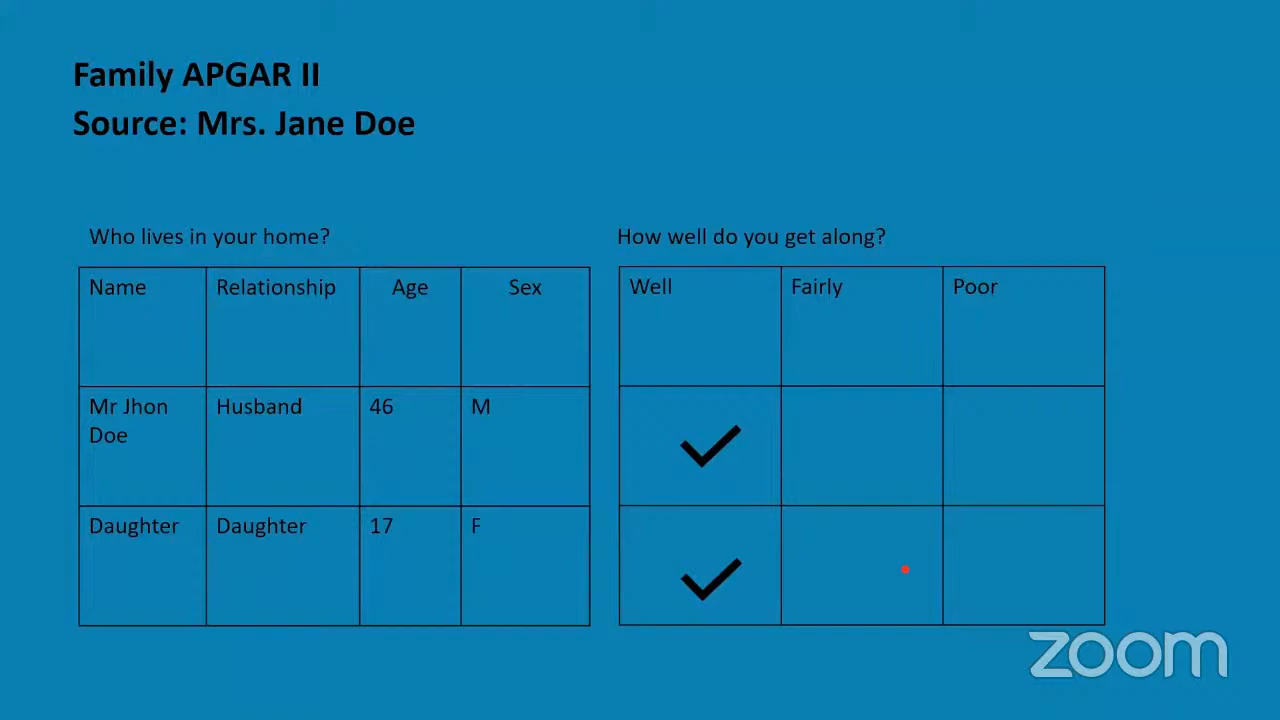 Family APGAR II
Source: Mrs. Jane Doe
Who lives in your home?
How well do you get along?
Name Relationship Age Sex
Well Fairly Poor
Mr Jhon Husband 46 M
Doe
Daughter Daughter 17 F
zoom